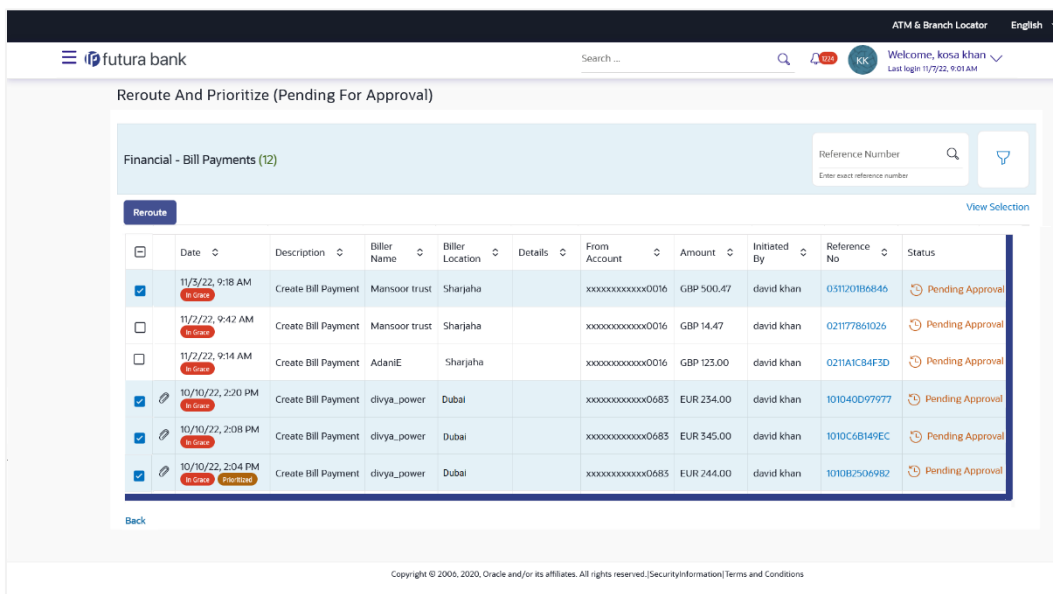 ATM & Branch Locator English
futura bank
Search ...
1224
KK
Welcome, kosa khan
Last login 11/7/22, 9:01 AM
Reroute And Prioritize (Pending For Approval)
Financial - Bill Payments (12)
Reference Number
Enter exact reference number
Reroute
View Selection
Date Description Biller Name Biller Location Details From Account Amount Initiated By Reference No Status
11/3/22, 9:18 AM In Grace Create Bill Payment Mansoor trust Sharjaha xxxxxxxxxxxx0016 GBP 500.47 david khan 031120186846 Pending Approval
11/2/22, 9:42 AM In Grace Create Bill Payment Mansoor trust Sharjaha xxxxxxxxxxxx0016 GBP 14.47 david khan 021177861026 Pending Approval
11/2/22, 9:14 AM In Grace Create Bill Payment AdaniE Sharjaha xxxxxxxxxxxx0016 GBP 123.00 david khan 0211A1C84F3D Pending Approval
10/10/22, 2:20 PM In Grace Create Bill Payment divya_power Dubai xxxxxxxxxxxx0683 EUR 234.00 david khan 101040D97977 Pending Approval
10/10/22, 2:08 PM In Grace Create Bill Payment divya_power Dubai xxxxxxxxxxxx0683 EUR 345.00 david khan 1010C6B149EC Pending Approval
10/10/22, 2:04 PM In Grace Prioritized Create Bill Payment divya_power Dubai xxxxxxxxxxxx0683 EUR 244.00 david khan 1010B2506982 Pending Approval
Back
Copyright © 2006, 2020, Oracle and/or its affiliates. All rights reserved.|SecurityInformation|Terms and Conditions